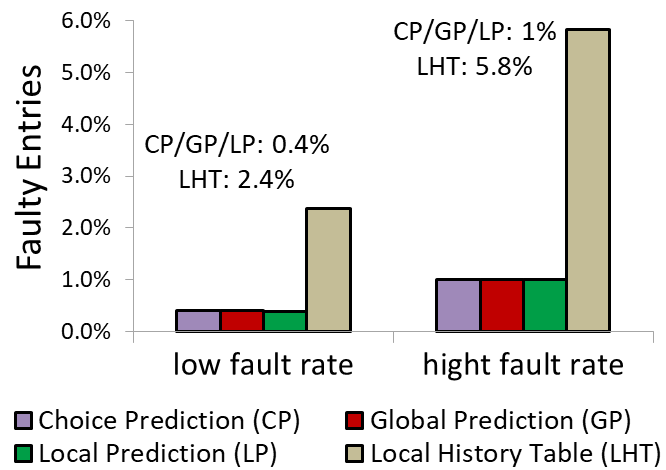 6.0%
5.0%
4.0%
3.0%
2.0%
1.0%
0.0%
Faulty Entries
CP/GP/LP: 0.4%
LHT: 2.4%
CP/GP/LP: 1%
LHT: 5.8%
low fault rate
hight fault rate
Choice Prediction (CP)
Global Prediction (GP)
Local Prediction (LP)
Local History Table (LHT)